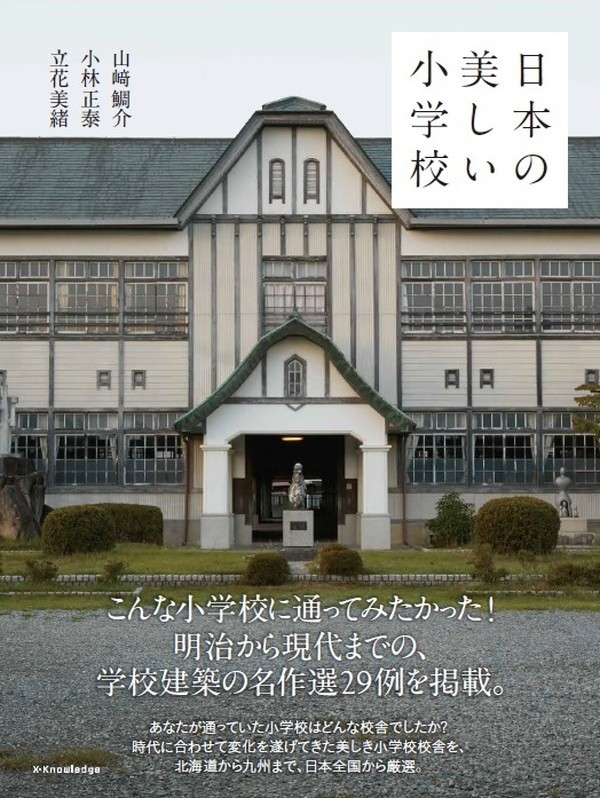 日本の
美しい
小学校
山﨑鯛介
小林正泰
立花美緒
こんな小学校に通ってみたかった！
明治から現代までの、
学校建築の名作選29例を掲載。
あなたが通っていた小学校はどんな校舎でしたか？
時代に合わせて変化を遂げてきた美しき小学校校舎を、
北海道から九州まで、日本全国から厳選。
X-Knowledge